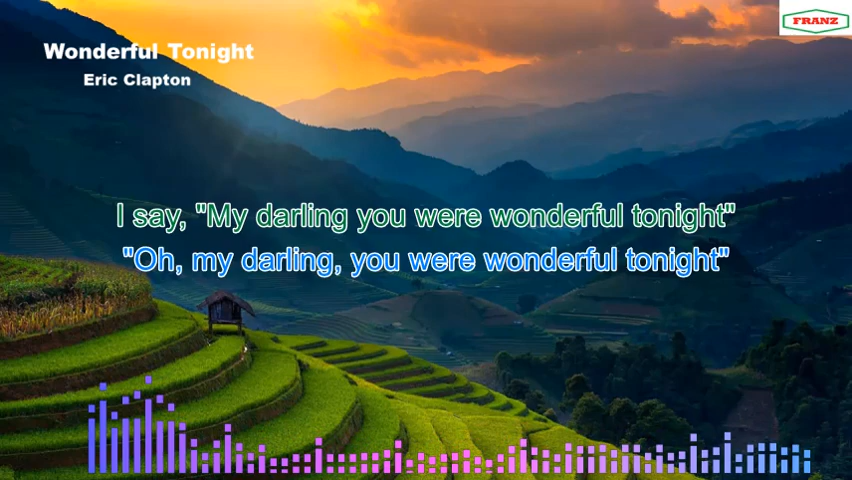 Wonderful Tonight
Eric Clapton
FRANZ
I say, "My darling you were wonderful tonight"
"Oh, my darling, you were wonderful tonight"